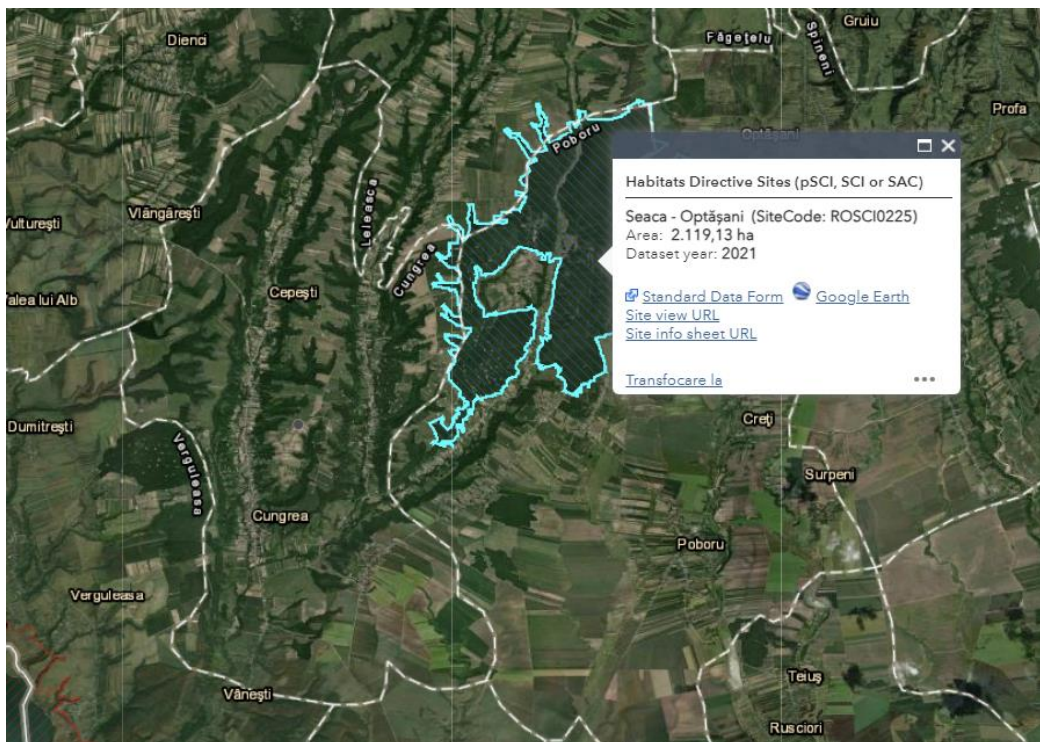 Dienci
Făgețelu
Gruiu
Spineni
Profa
Poboru
Optășani
Vulturești
Vlângărești
Leleasca
Cungrea
Cepești
Valea lui Alb
Habitats Directive Sites (pSCI, SCI or SAC)
Seaca - Optășani (SiteCode: ROSCI0225)
Area: 2.119,13 ha
Dataset year: 2021
Standard Data Form Google Earth
Site view URL
Site info sheet URL
Transfocare la
Dumitrești
Verguleasa
Creți
Surpeni
Cungrea
Poboru
Verguleasa
Vânești
Teiuș
Rusciori